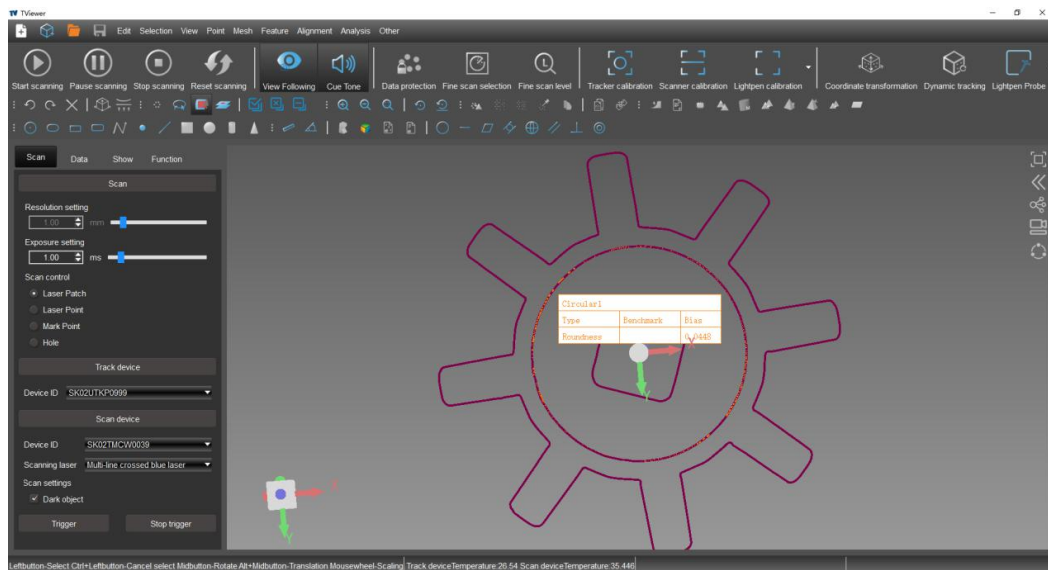 TViewer
Edit Selection View Point Mesh Feature Alignment Analysis Other
Start scanning Pause scanning Stop scanning Reset scanning View Following Cue Tone Data protection Fine scan selection Fine scan level Tracker calibration Scanner calibration Lightpen calibration Coordinate transformation Dynamic tracking Lightpen Probe
Scan Data Show Function
Scan
Resolution setting
1.00 mm
Exposure setting
1.00 ms
Scan control
Laser Patch
Laser Point
Mark Point
Hole
Track device
Device ID SK02UTKP0999
Scan device
Device ID SK02TMCW0039
Scanning laser Multi-line crossed blue laser
Scan settings
Dark object
Trigger Stop trigger
Circular1
Type Benchmark Bias
Roundness 0.0448
X
Y
X
Y
Leftbutton-Select Ctrl+Leftbutton-Cancel select Midbutton-Rotate Alt+Midbutton-Translation Mousewheel-Scaling Track deviceTemperature:26.54 Scan deviceTemperature:35.446